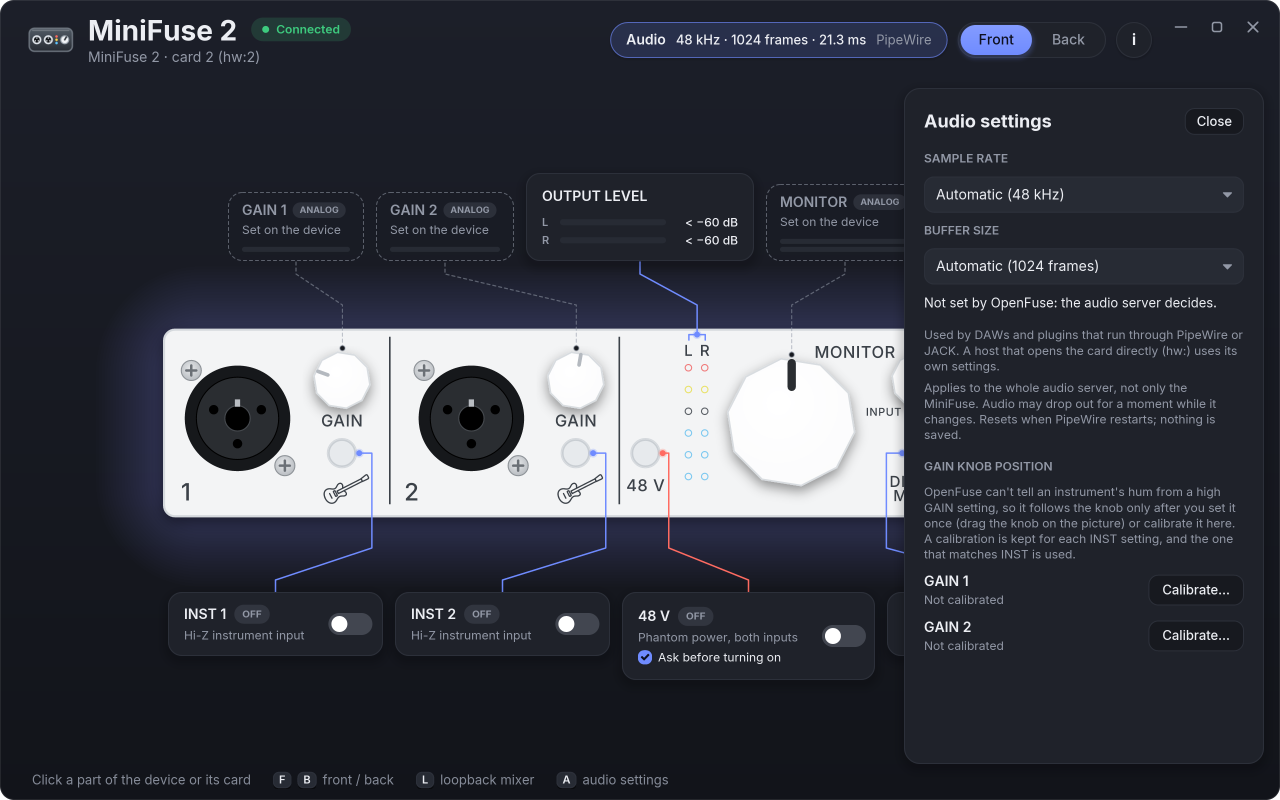 MiniFuse 2
Connected
MiniFuse 2 · card 2 (hw:2)
Audio 48 kHz · 1024 frames · 21.3 ms PipeWire
Front
Back
i
GAIN 1 ANALOG
Set on the device
GAIN 2 ANALOG
Set on the device
OUTPUT LEVEL
L < −60 dB
R < −60 dB
MONITOR ANALOG
Set on the device
GAIN
1
GAIN
2
48 V
L R
MONITOR
INPUT
INST 1 OFF
Hi-Z instrument input
INST 2 OFF
Hi-Z instrument input
48 V OFF
Phantom power, both inputs
Ask before turning on
Audio settings
Close
SAMPLE RATE
Automatic (48 kHz)
BUFFER SIZE
Automatic (1024 frames)
Not set by OpenFuse: the audio server decides.
Used by DAWs and plugins that run through PipeWire or
JACK. A host that opens the card directly (hw:) uses its
own settings.
Applies to the whole audio server, not only the
MiniFuse. Audio may drop out for a moment while it
changes. Resets when PipeWire restarts; nothing is
saved.
GAIN KNOB POSITION
OpenFuse can't tell an instrument's hum from a high
GAIN setting, so it follows the knob only after you set it
once (drag the knob on the picture) or calibrate it here.
A calibration is kept for each INST setting, and the one
that matches INST is used.
GAIN 1
Not calibrated
Calibrate...
GAIN 2
Not calibrated
Calibrate...
Click a part of the device or its card
F B front / back
L loopback mixer
A audio settings